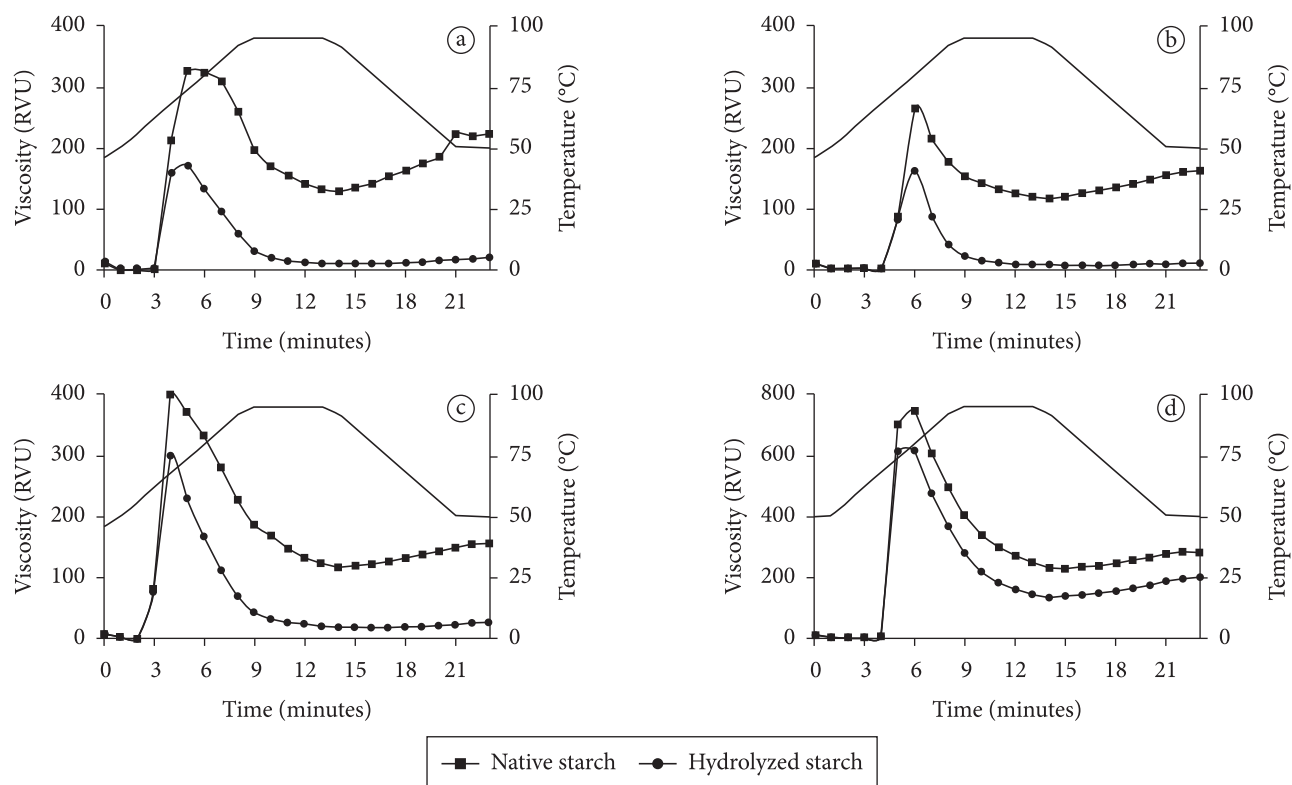 400
300
200
100
0
Viscosity (RVU)
100
75
50
25
0
Temperature (°C)
a
0 3 6 9 12 15 18 21
Time (minutes)
400
300
200
100
0
Viscosity (RVU)
100
75
50
25
0
Temperature (°C)
b
0 3 6 9 12 15 18 21
Time (minutes)
400
300
200
100
0
Viscosity (RVU)
100
75
50
25
0
Temperature (°C)
c
0 3 6 9 12 15 18 21
Time (minutes)
800
600
400
200
0
Viscosity (RVU)
100
75
50
25
0
Temperature (°C)
d
0 3 6 9 12 15 18 21
Time (minutes)
Native starch Hydrolyzed starch